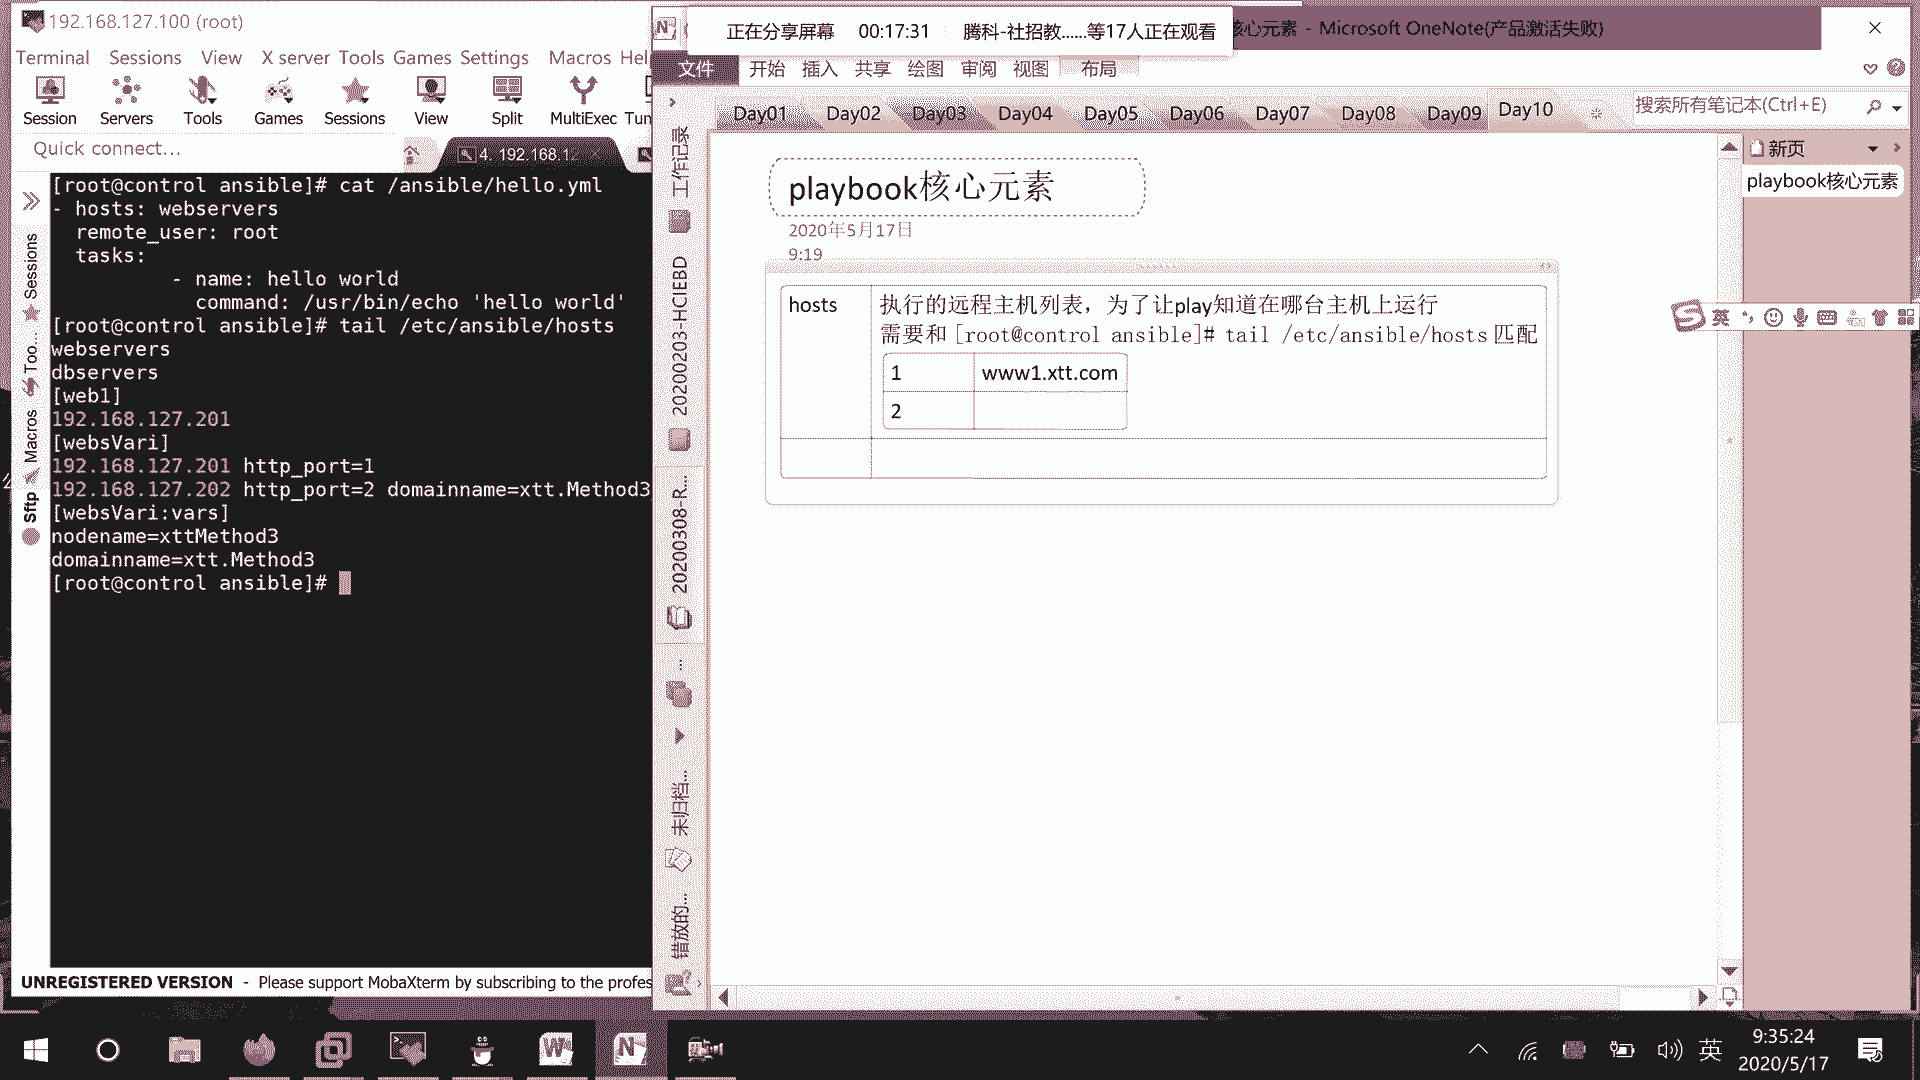 192.168.127.100 (root)
Terminal Sessions View X server Tools Games Settings Macros Hel
Session Servers Tools Games Sessions View Split MultiExec Tun
Quick connect...
4. 192.168.12
[root@control ansible]# cat /ansible/hello.yml
- hosts: webservers
remote_user: root
tasks:
- name: hello world
command: /usr/bin/echo 'hello world'
[root@control ansible]# tail /etc/ansible/hosts
webservers
dbservers
[web1]
192.168.127.201
[websVari]
192.168.127.201 http_port=1
192.168.127.202 http_port=2 domainname=xtt.Method3
[websVari:vars]
nodename=xttMethod3
domainname=xtt.Method3
[root@control ansible]#
Sessions
Too...
Macros
Sftp
UNREGISTERED VERSION - Please support MobaXterm by subscribing to the profes
正在分享屏幕 00:17:31 腾科-社招教......等17人正在观看
核心元素 - Microsoft OneNote(产品激活失败)
文件 开始 插入 共享 绘图 审阅 视图 布局
Day01 Day02 Day03 Day04 Day05 Day06 Day07 Day08 Day09 Day10
搜索所有笔记本(Ctrl+E)
工作记录
20200203-HCIEBD
20200308-R...
...
未归档...
错放的...
playbook核心元素
2020年5月17日
9:19
hosts 执行的远程主机列表，为了让play知道在哪台主机上运行
需要和 [root@control ansible]# tail /etc/ansible/hosts 匹配
1 www1.xtt.com
2
新页
playbook核心元素
英
英
9:35:24
2020/5/17